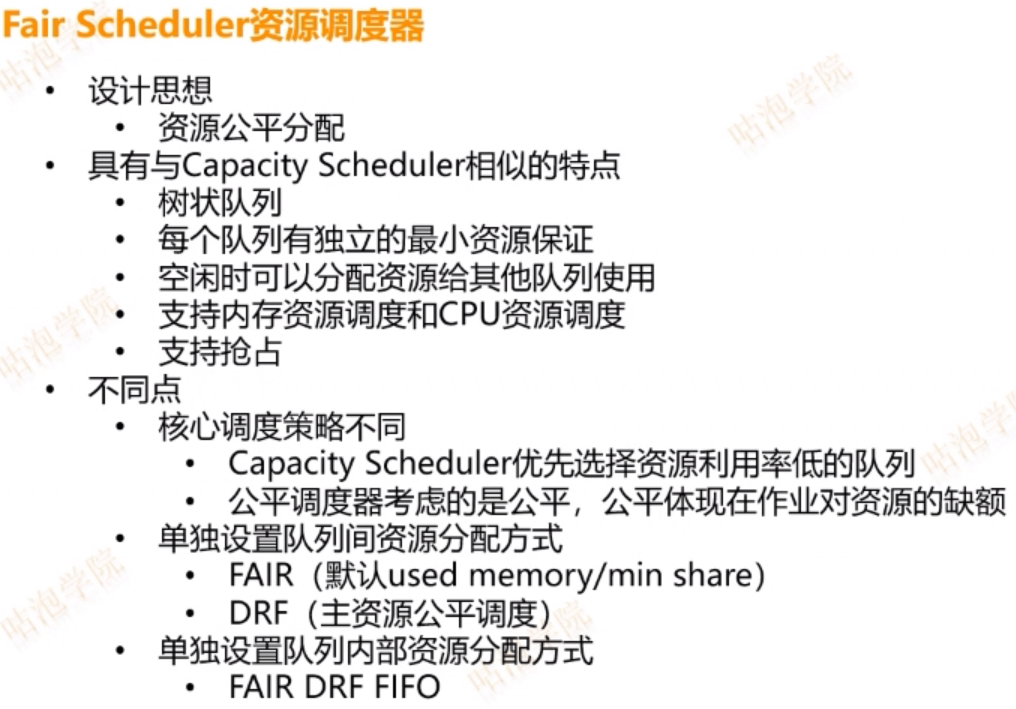 Fair Scheduler资源调度器
• 设计思想
• 资源公平分配
• 具有与Capacity Scheduler相似的特点
• 树状队列
• 每个队列有独立的最小资源保证
• 空闲时可以分配资源给其他队列使用
• 支持内存资源调度和CPU资源调度
• 支持抢占
• 不同点
• 核心调度策略不同
• Capacity Scheduler优先选择资源利用率低的队列
• 公平调度器考虑的是公平，公平体现在作业对资源的缺额
• 单独设置队列间资源分配方式
• FAIR（默认used memory/min share）
• DRF（主资源公平调度）
• 单独设置队列内部资源分配方式
• FAIR DRF FIFO
咕泡学院
咕泡学院
咕泡学院
咕泡学院
咕泡学院
咕泡学院